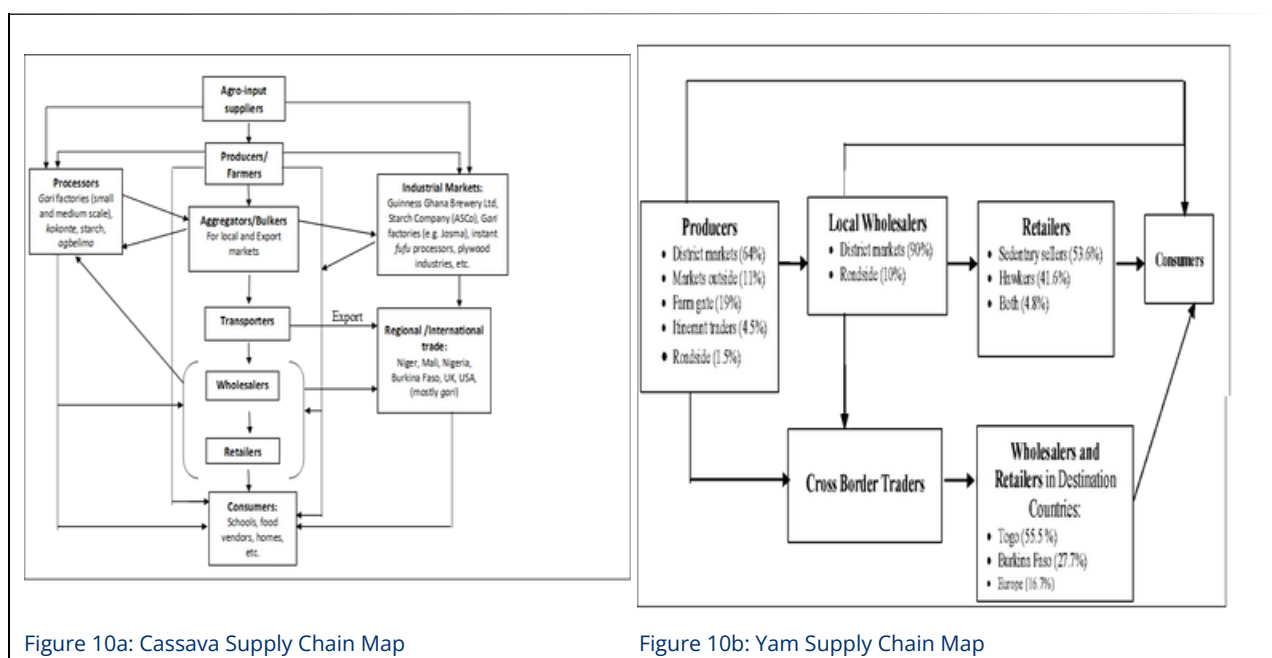 Agro-input
suppliers
Producers/
Farmers
Processors
Gari factories (small
and medium scale),
kokonte, starch,
agbelima
Aggregators/Bulkers
For local and Export
markets
Industrial Markets:
Guinness Ghana Brewery Ltd,
Starch Company (ASCo), Gari
factories (e.g. Josma), instant
fufu processors, plywood
industries, etc.
Transporters
Export
Regional /International
trade:
Niger, Mali, Nigeria,
Burkina Faso, UK, USA,
(mostly gari)
Wholesalers
Retailers
Consumers:
Schools, food
vendors, homes,
etc.
Figure 10a: Cassava Supply Chain Map
Producers
• District markets (64%)
• Markets outside (11%)
• Farm gate (19%)
• Itinerant traders (4.5%)
• Roadside (1.5%)
Local Wholesalers
• District markets (90%)
• Roadside (10%)
Retailers
• Sedentary sellers (53.6%)
• Hawkers (41.6%)
• Both (4.8%)
Consumers
Cross Border Traders
Wholesalers and
Retailers in Destination
Countries:
• Togo (55.5%)
• Burkina Faso (27.7%)
• Europe (16.7%)
Figure 10b: Yam Supply Chain Map